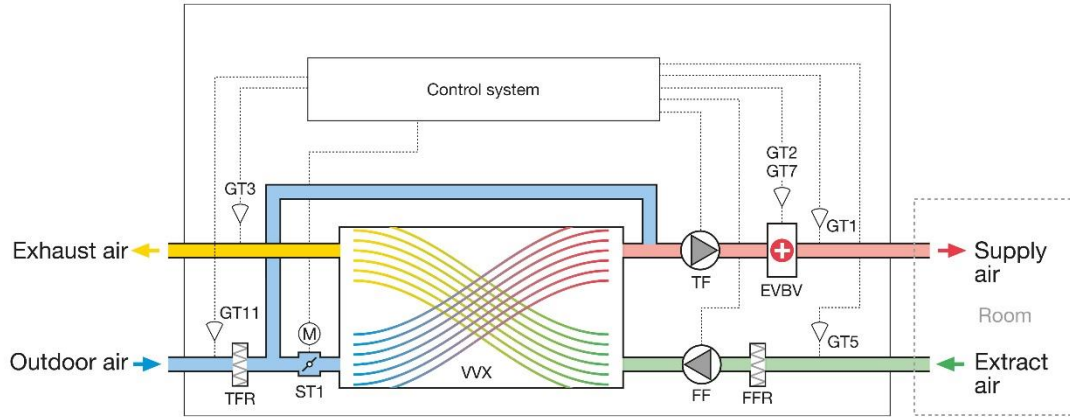 Control system
GT2
GT7
GT3
GT1
Exhaust air
Supply
air
TF
EVBV
GT11
M
Room
GT5
Outdoor air
Extract
air
TFR
ST1
VVX
FF
FFR